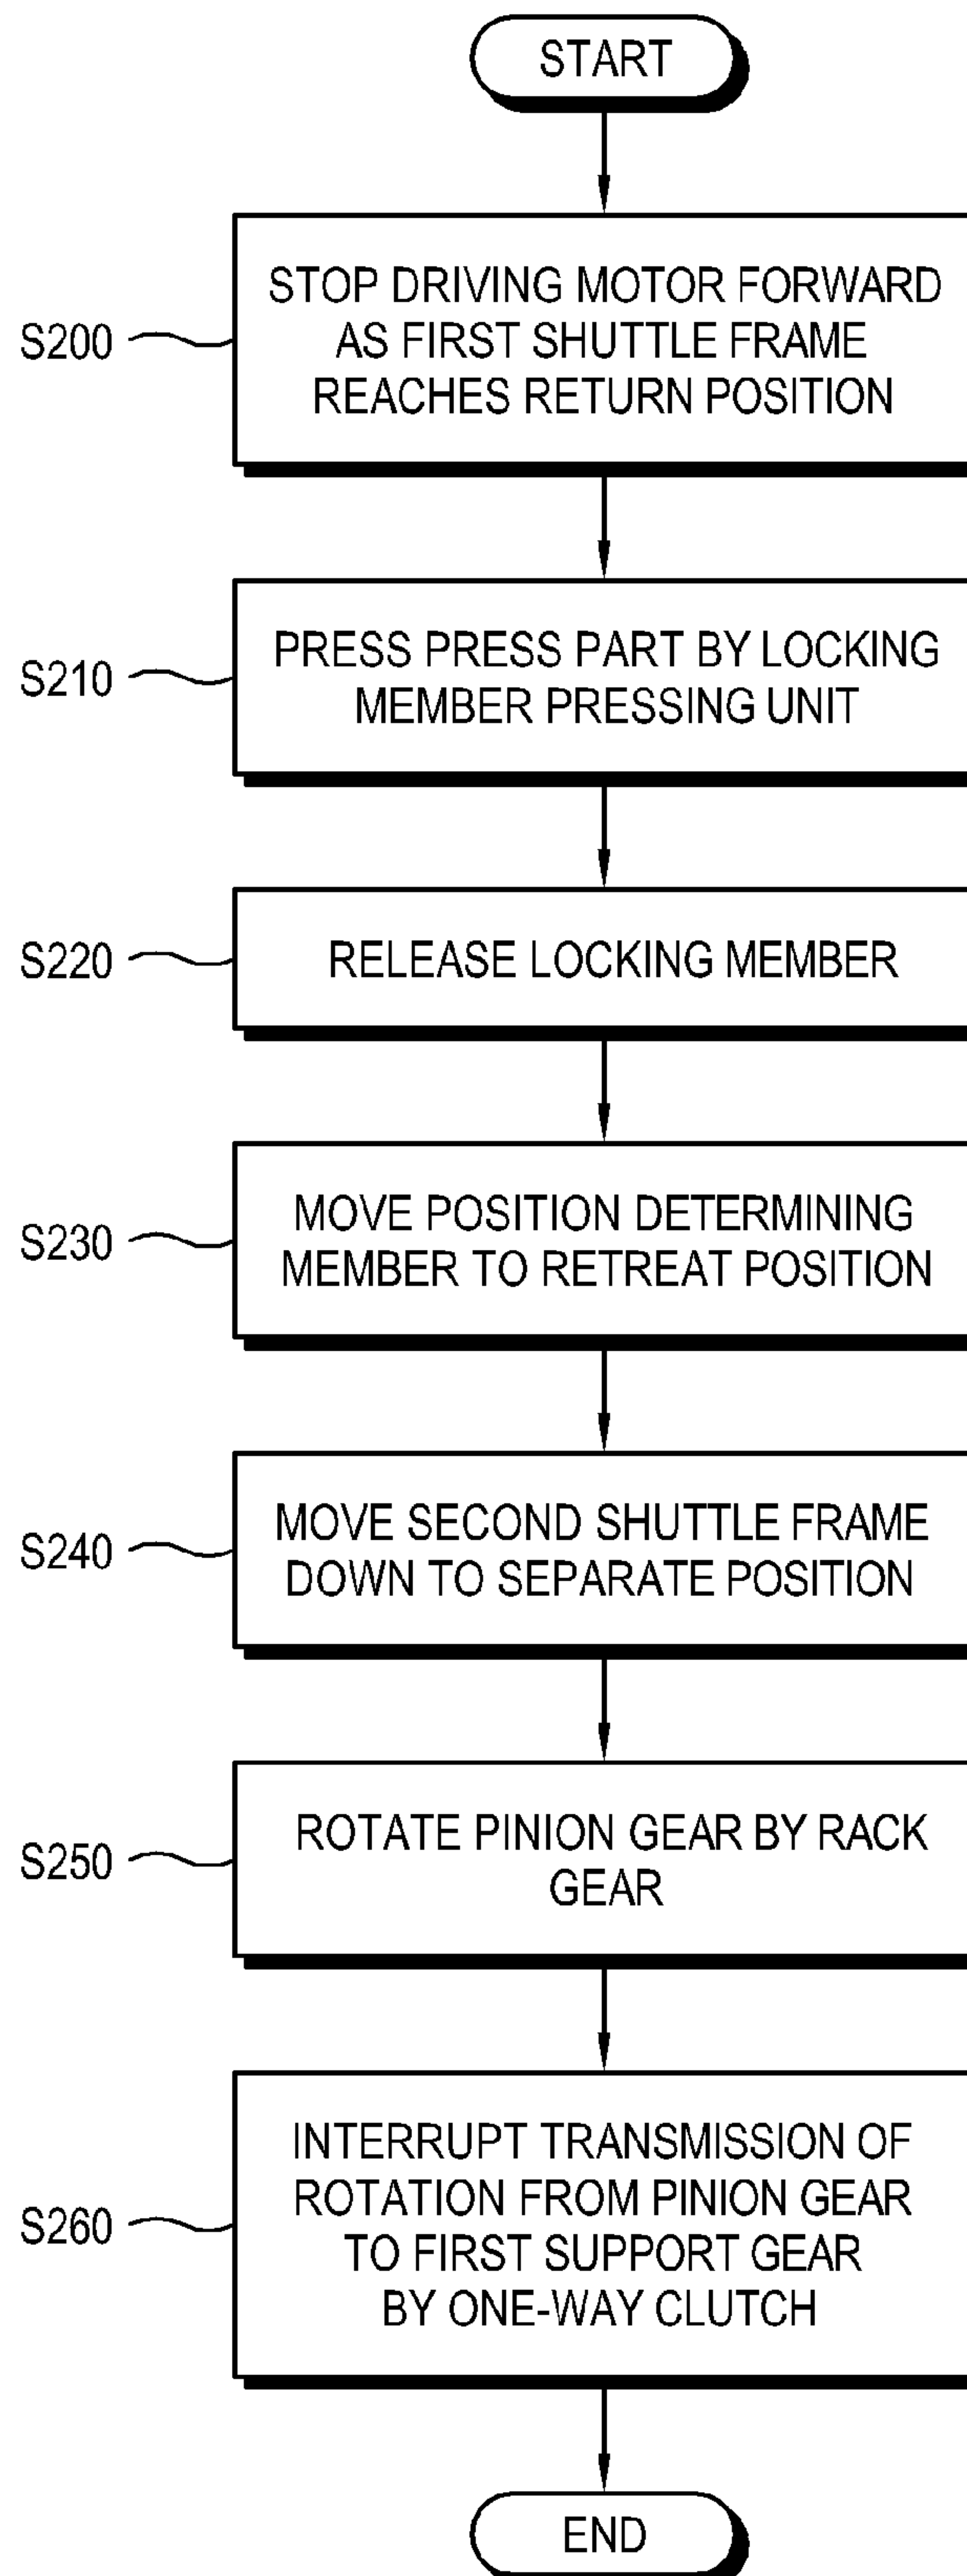 START
S200
STOP DRIVING MOTOR FORWARD
AS FIRST SHUTTLE FRAME
REACHES RETURN POSITION
S210
PRESS PRESS PART BY LOCKING
MEMBER PRESSING UNIT
S220
RELEASE LOCKING MEMBER
S230
MOVE POSITION DETERMINING
MEMBER TO RETREAT POSITION
S240
MOVE SECOND SHUTTLE FRAME
DOWN TO SEPARATE POSITION
S250
ROTATE PINION GEAR BY RACK
GEAR
S260
INTERRUPT TRANSMISSION OF
ROTATION FROM PINION GEAR
TO FIRST SUPPORT GEAR
BY ONE-WAY CLUTCH
END